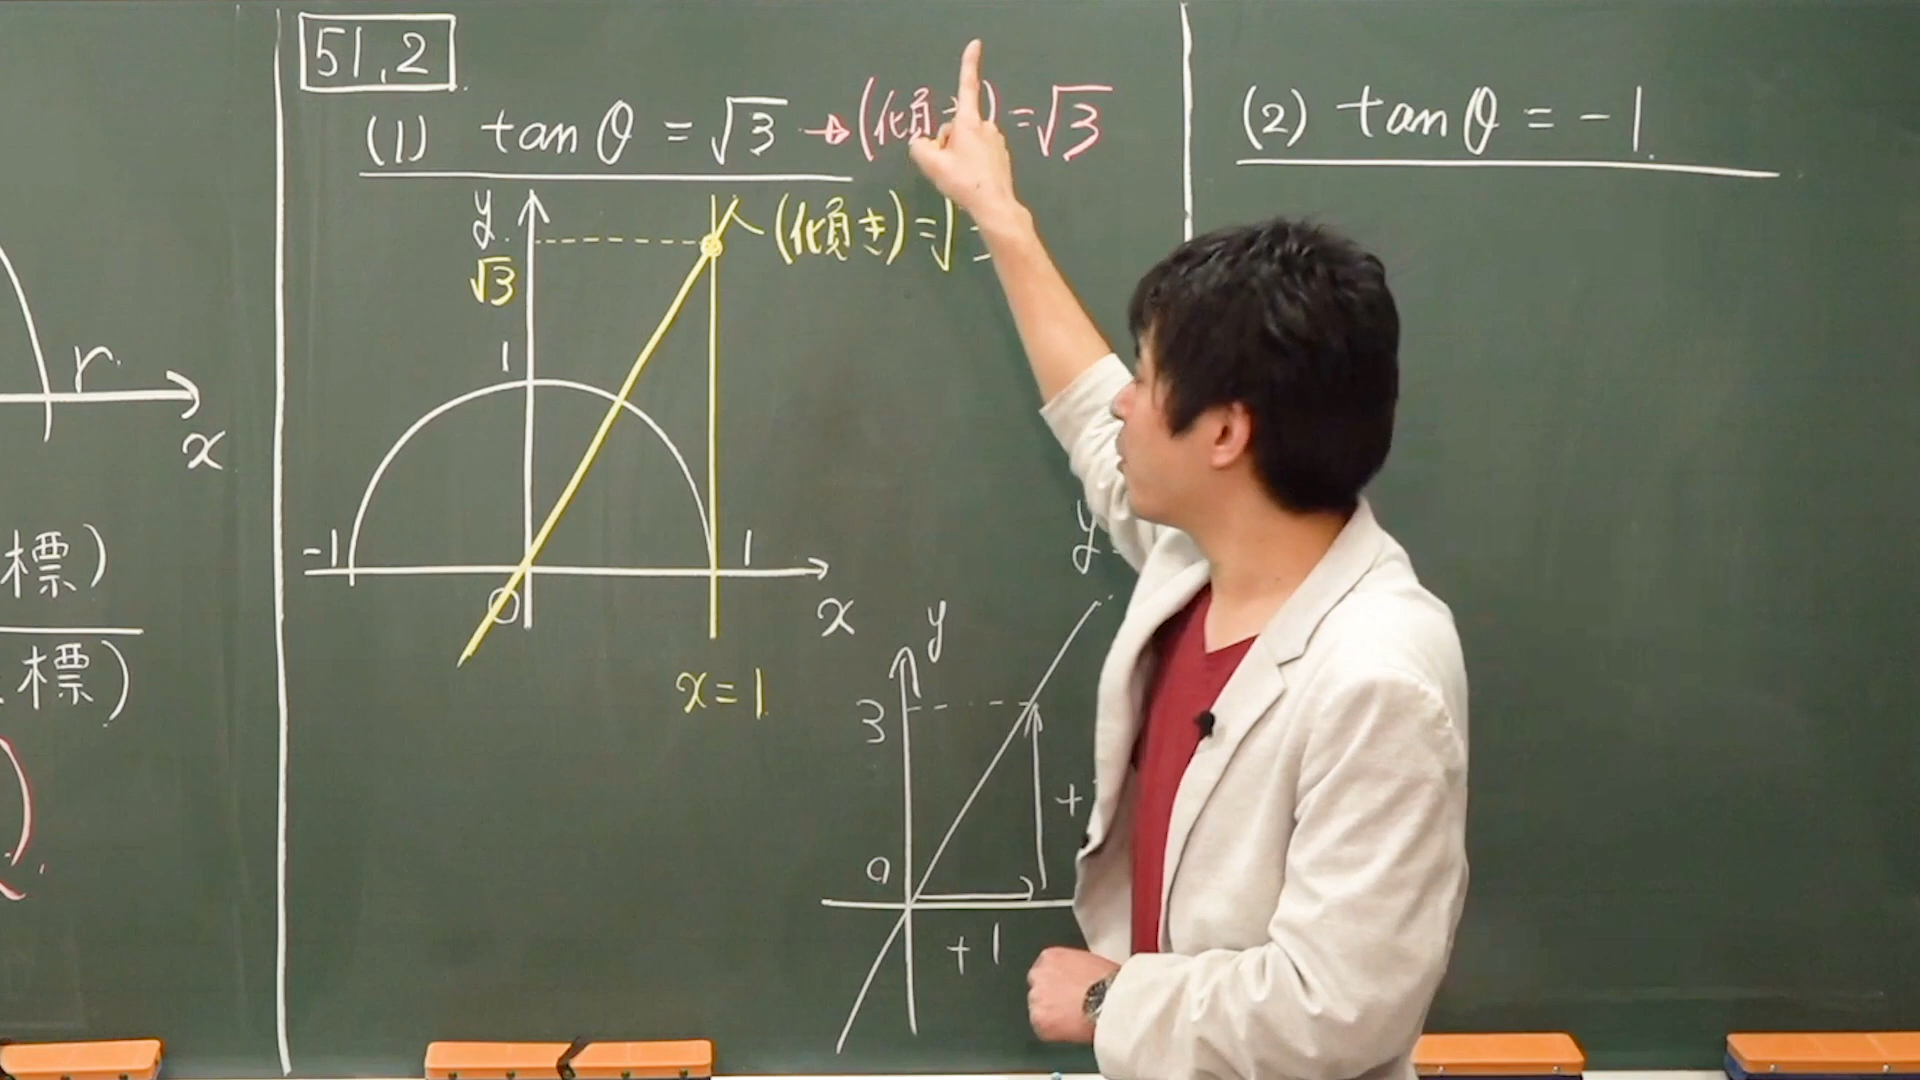 51,2
(1) tanθ = √3 → (傾き) = √3
(2) tanθ = -1
y
(傾き) = √
√3
1
r
x
-1
1
O
x
x = 1
標)
標)
y
y
3
+
0
+1